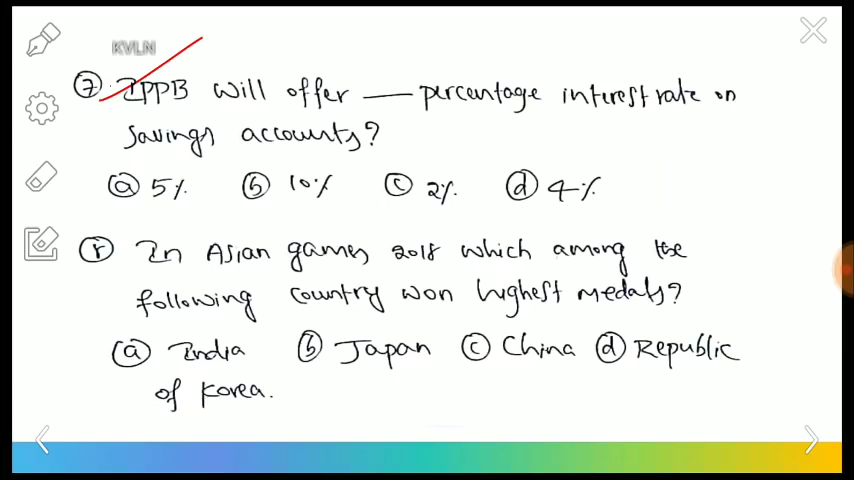 KVLN
⑦ IPPB will offer ___ percentage interest rate on
savings accounts?
ⓐ 5% ⓑ 10% ⓒ 2% ⓓ 4%
⑧ In Asian games 2018 which among the
following country won highest medals?
ⓐ India ⓑ Japan ⓒ China ⓓ Republic
of Korea.